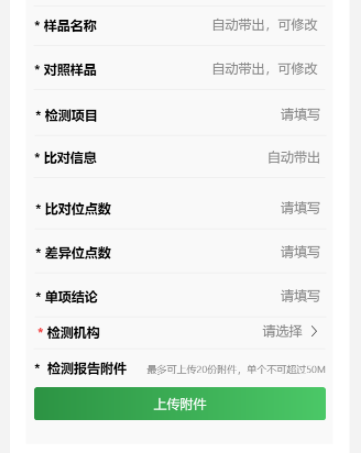 * 样品名称 自动带出，可修改
* 对照样品 自动带出，可修改
* 检测项目 请填写
* 比对信息 自动带出
* 比对位点数 请填写
* 差异位点数 请填写
* 单项结论 请填写
* 检测机构 请选择 >
* 检测报告附件 最多可上传20份附件，单个不可超过50M
上传附件